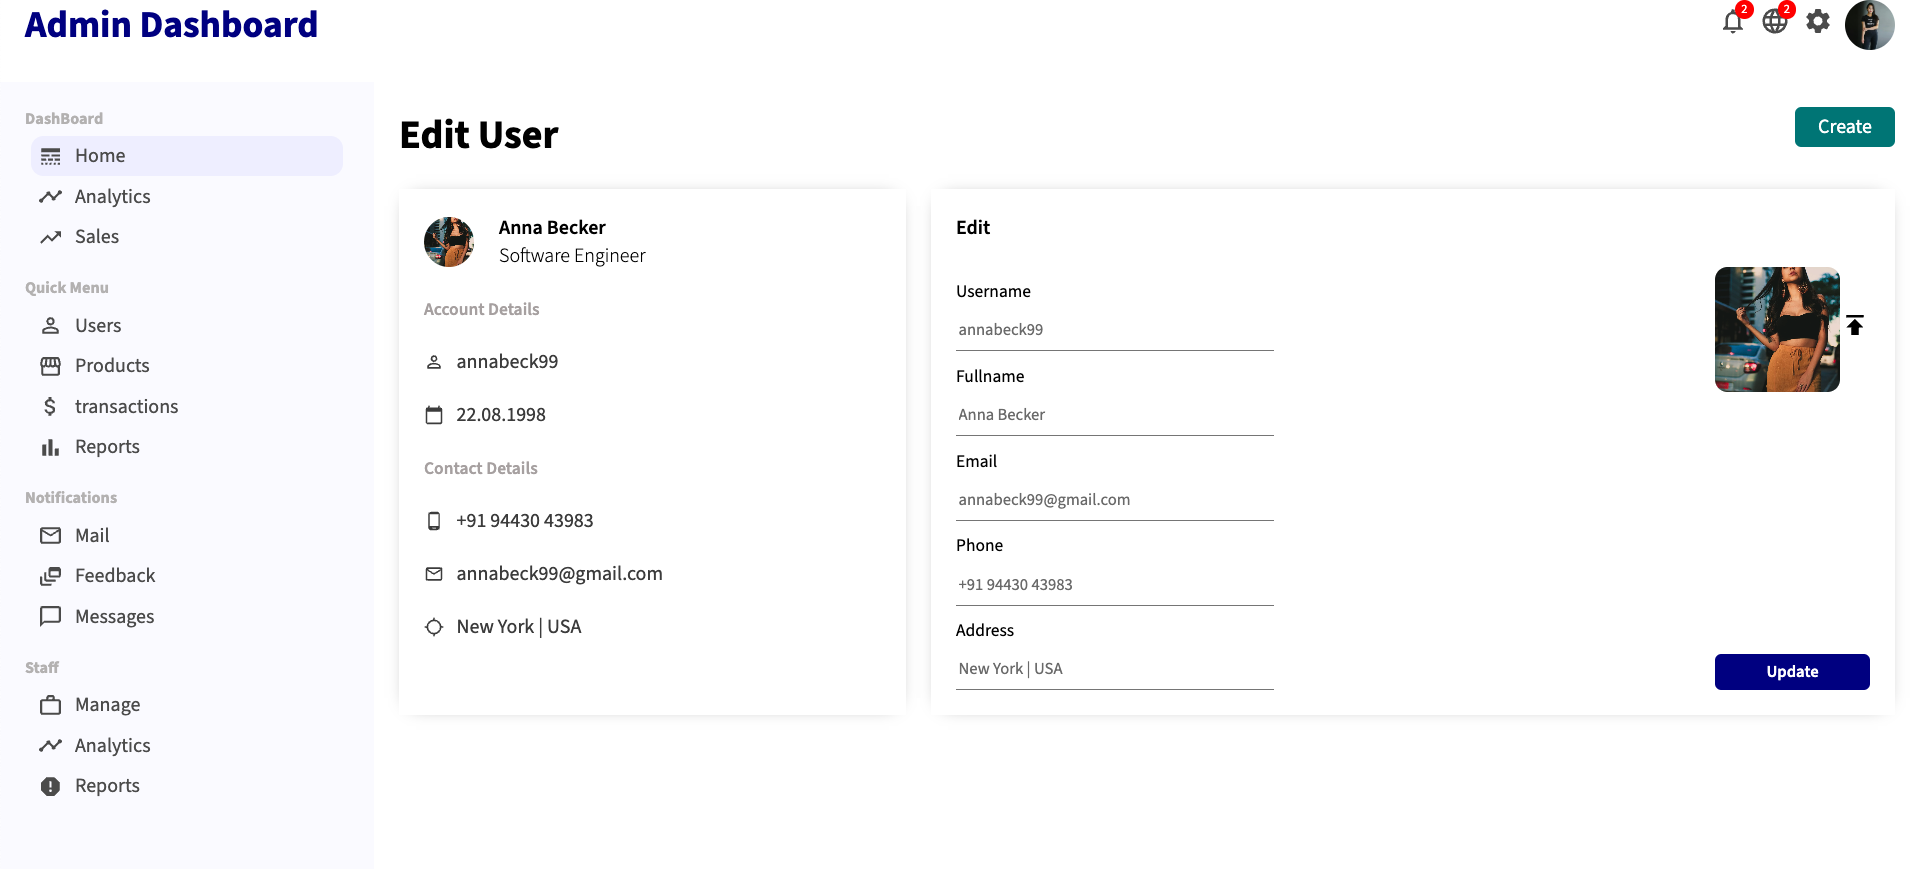 Admin Dashboard
2
2
DashBoard
Home
Analytics
Sales
Quick Menu
Users
Products
transactions
Reports
Notifications
Mail
Feedback
Messages
Staff
Manage
Analytics
Reports
Edit User
Create
Anna Becker
Software Engineer
Account Details
annabeck99
22.08.1998
Contact Details
+91 94430 43983
annabeck99@gmail.com
New York | USA
Edit
Username
annabeck99
Fullname
Anna Becker
Email
annabeck99@gmail.com
Phone
+91 94430 43983
Address
New York | USA
Update